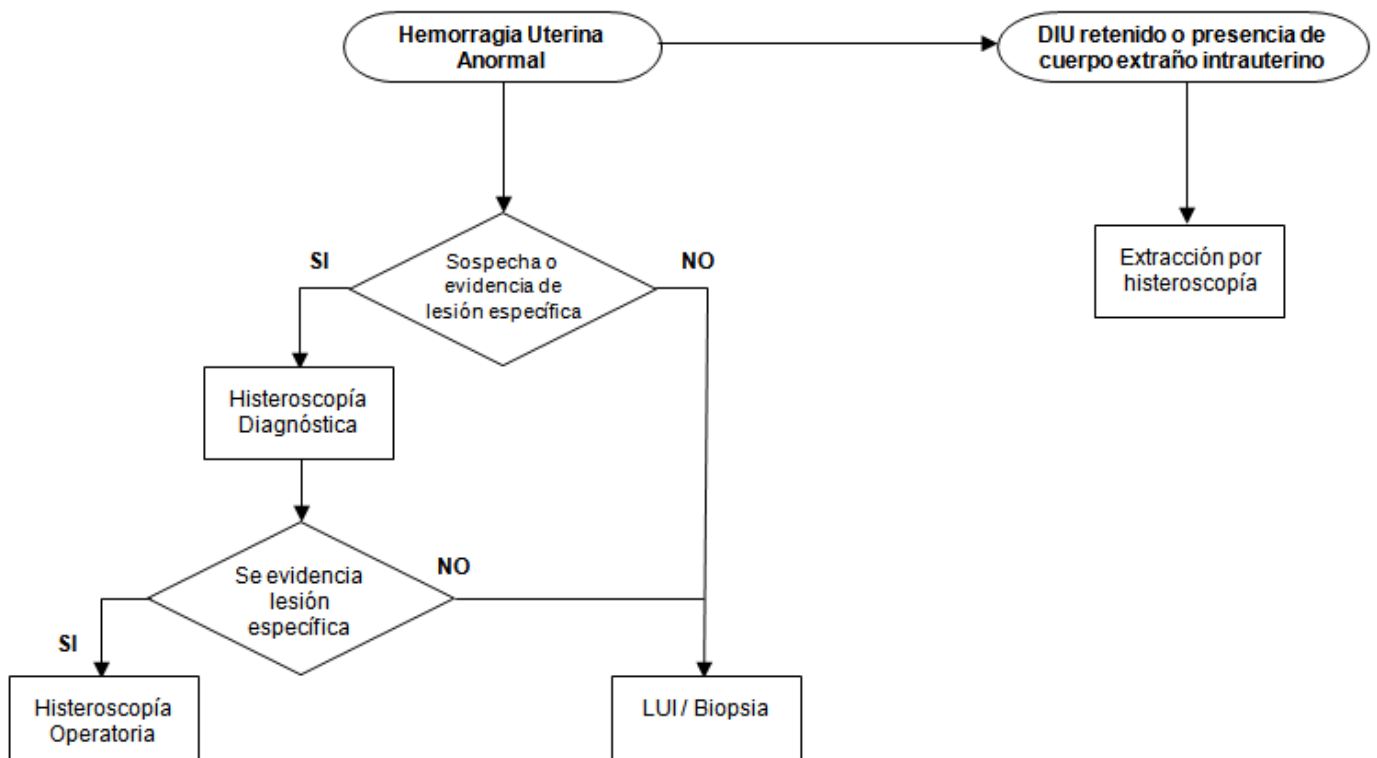 Hemorragia Uterina
Anormal
DIU retenido o presencia de
cuerpo extraño intrauterino
SI
Sospecha o
evidencia de
lesión específica
NO
Extracción por
histeroscopía
Histeroscopía
Diagnóstica
Se evidencia
lesión
específica
NO
SI
Histeroscopía
Operatoria
LUI / Biopsia